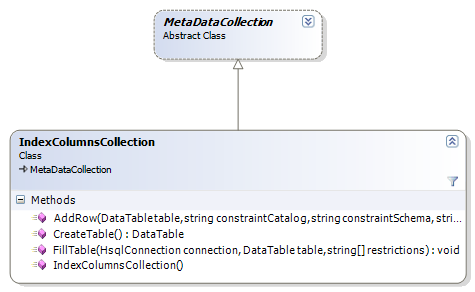 MetaDataCollection
Abstract Class
IndexColumnsCollection
Class
MetaDataCollection
Methods
AddRow(DataTable table,string constraintCatalog,string constraintSchema, stri...
CreateTable() : DataTable
FillTable(HsqlConnection connection, DataTable table,string[] restrictions) : void
IndexColumnsCollection()